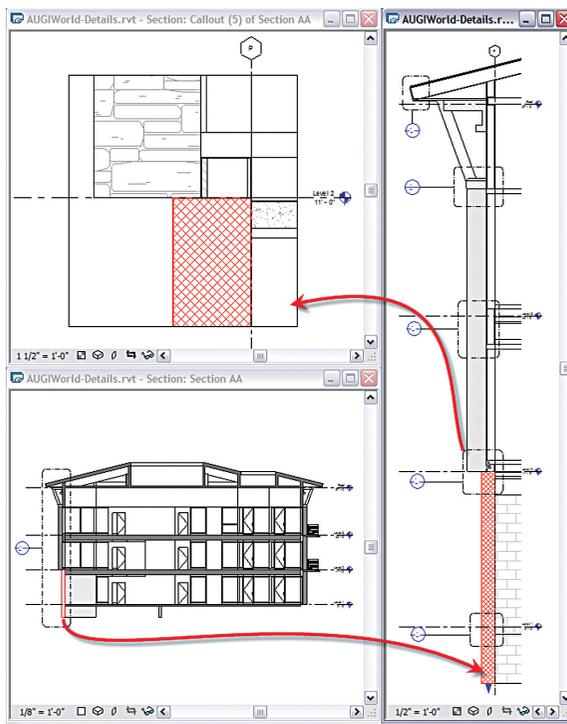 AUGIWorld-Details.rvt - Section: Callout (5) of Section AA
P
Level 2
11' - 0"
1 1/2" = 1'-0"
AUGIWorld-Details.rvt - Section: Section AA
1/8" = 1'-0"
AUGIWorld-Details.r...
1/2" = 1'-0"